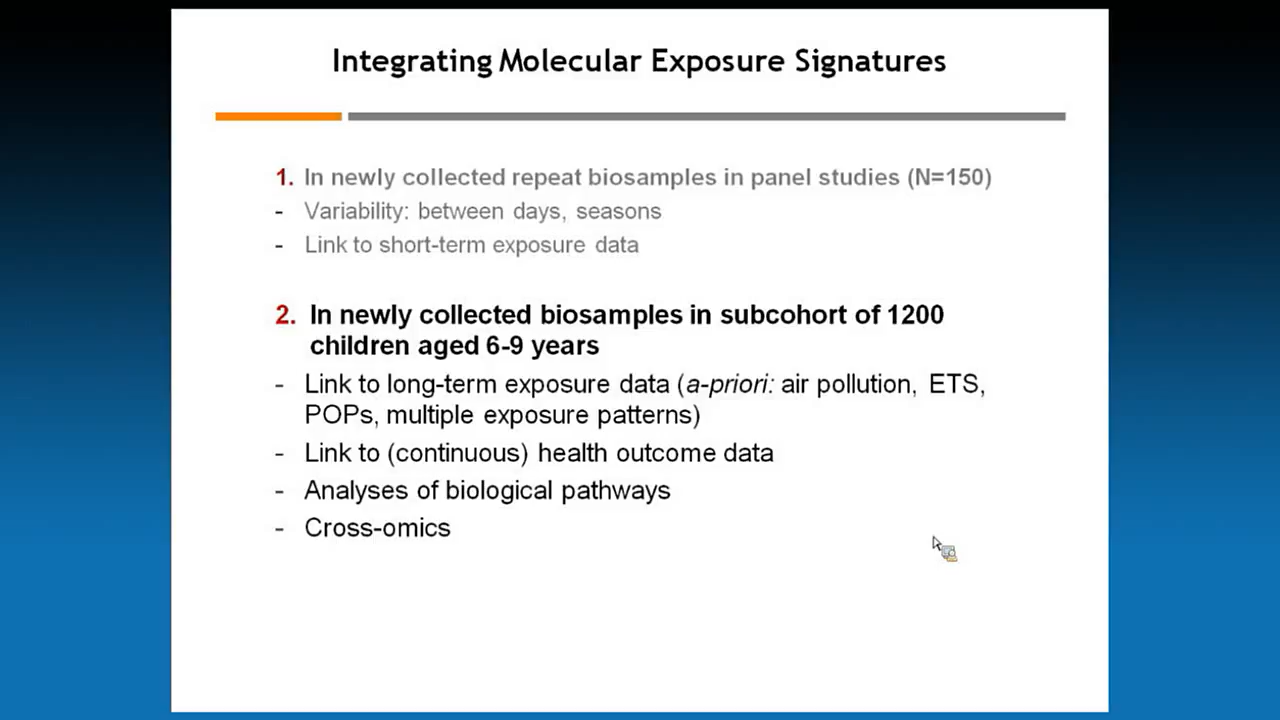 Integrating Molecular Exposure Signatures
1. In newly collected repeat biosamples in panel studies (N=150)
- Variability: between days, seasons
- Link to short-term exposure data
2. In newly collected biosamples in subcohort of 1200
children aged 6-9 years
- Link to long-term exposure data (a-priori: air pollution, ETS,
POPs, multiple exposure patterns)
- Link to (continuous) health outcome data
- Analyses of biological pathways
- Cross-omics